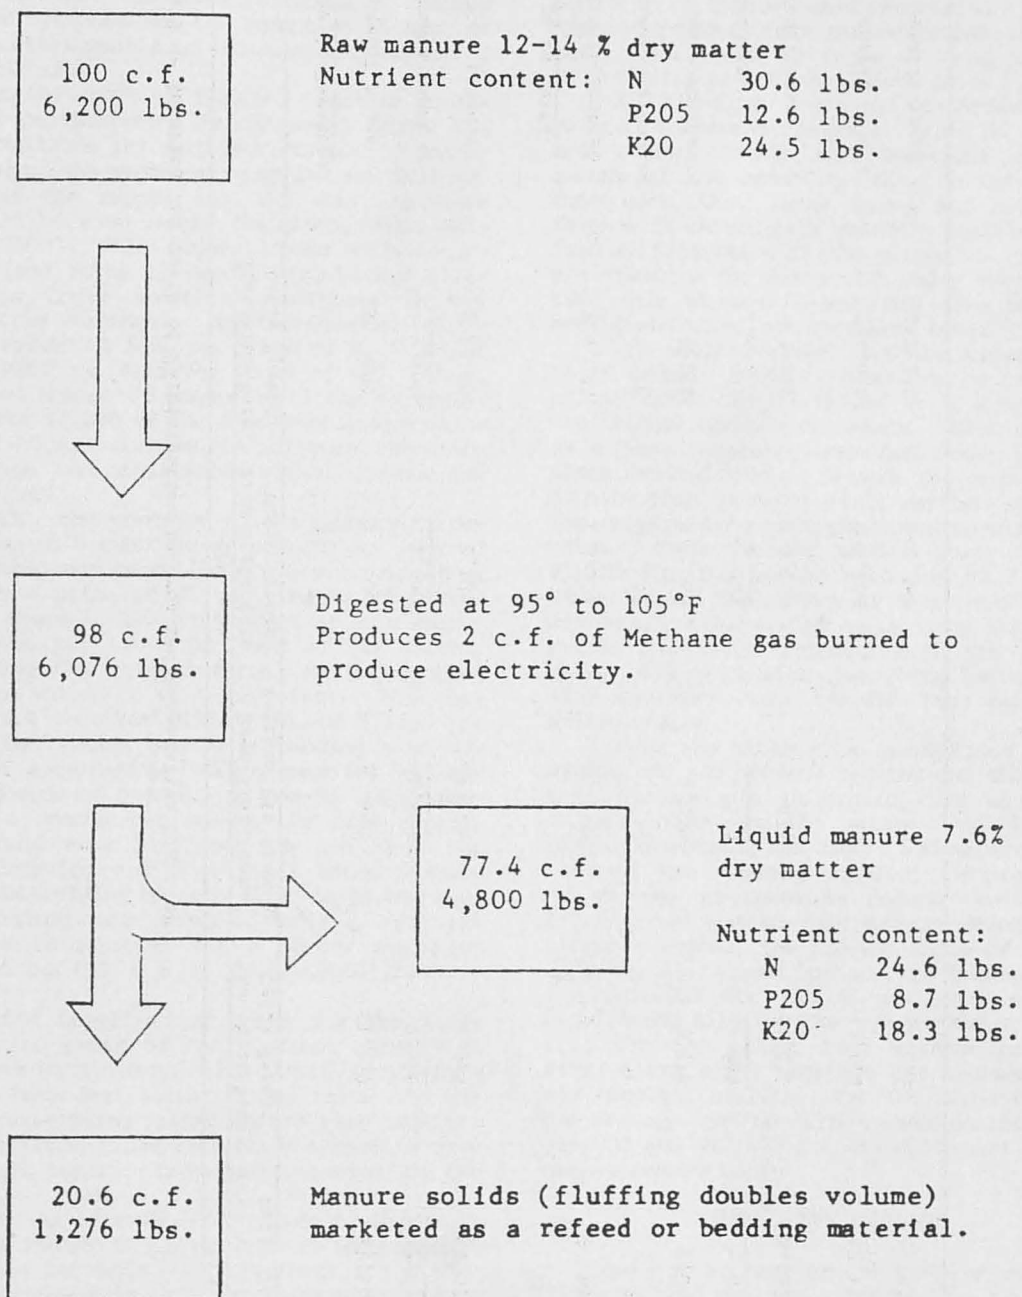 100 c.f.
6,200 lbs.
Raw manure 12-14 % dry matter
Nutrient content: N 30.6 lbs.
P205 12.6 lbs.
K20 24.5 lbs.
98 c.f.
6,076 lbs.
Digested at 95° to 105°F
Produces 2 c.f. of Methane gas burned to
produce electricity.
77.4 c.f.
4,800 lbs.
Liquid manure 7.6%
dry matter
Nutrient content:
N 24.6 lbs.
P205 8.7 lbs.
K20 18.3 lbs.
20.6 c.f.
1,276 lbs.
Manure solids (fluffing doubles volume)
marketed as a refeed or bedding material.